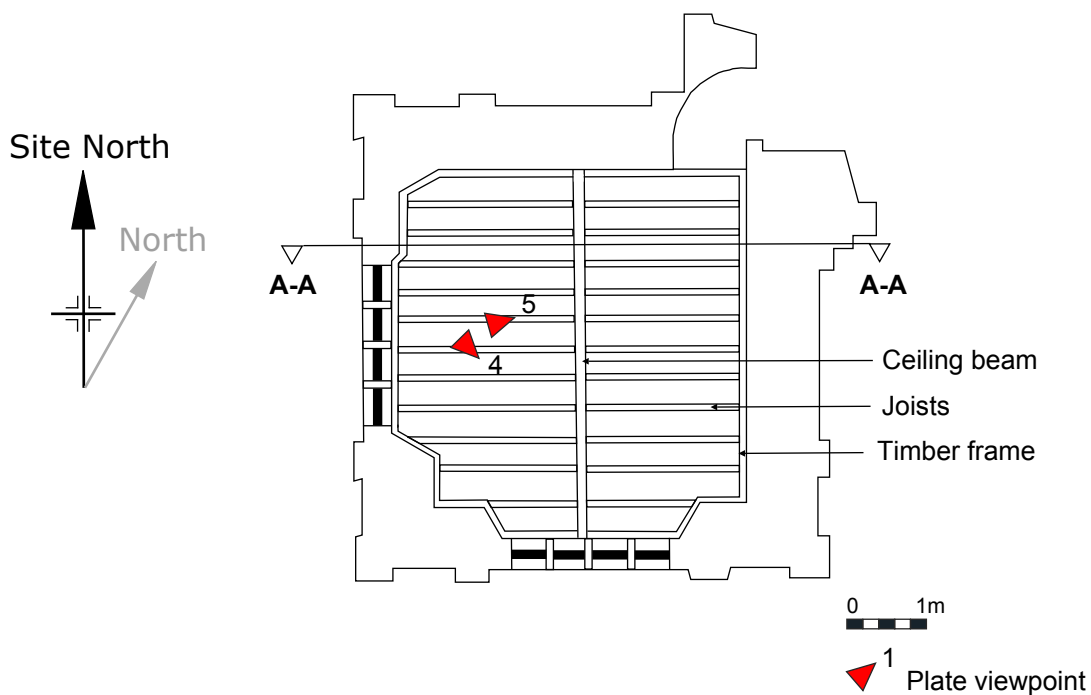 Site North
North
A-A
A-A
5
4
Ceiling beam
Joists
Timber frame
0 1m
1
Plate viewpoint